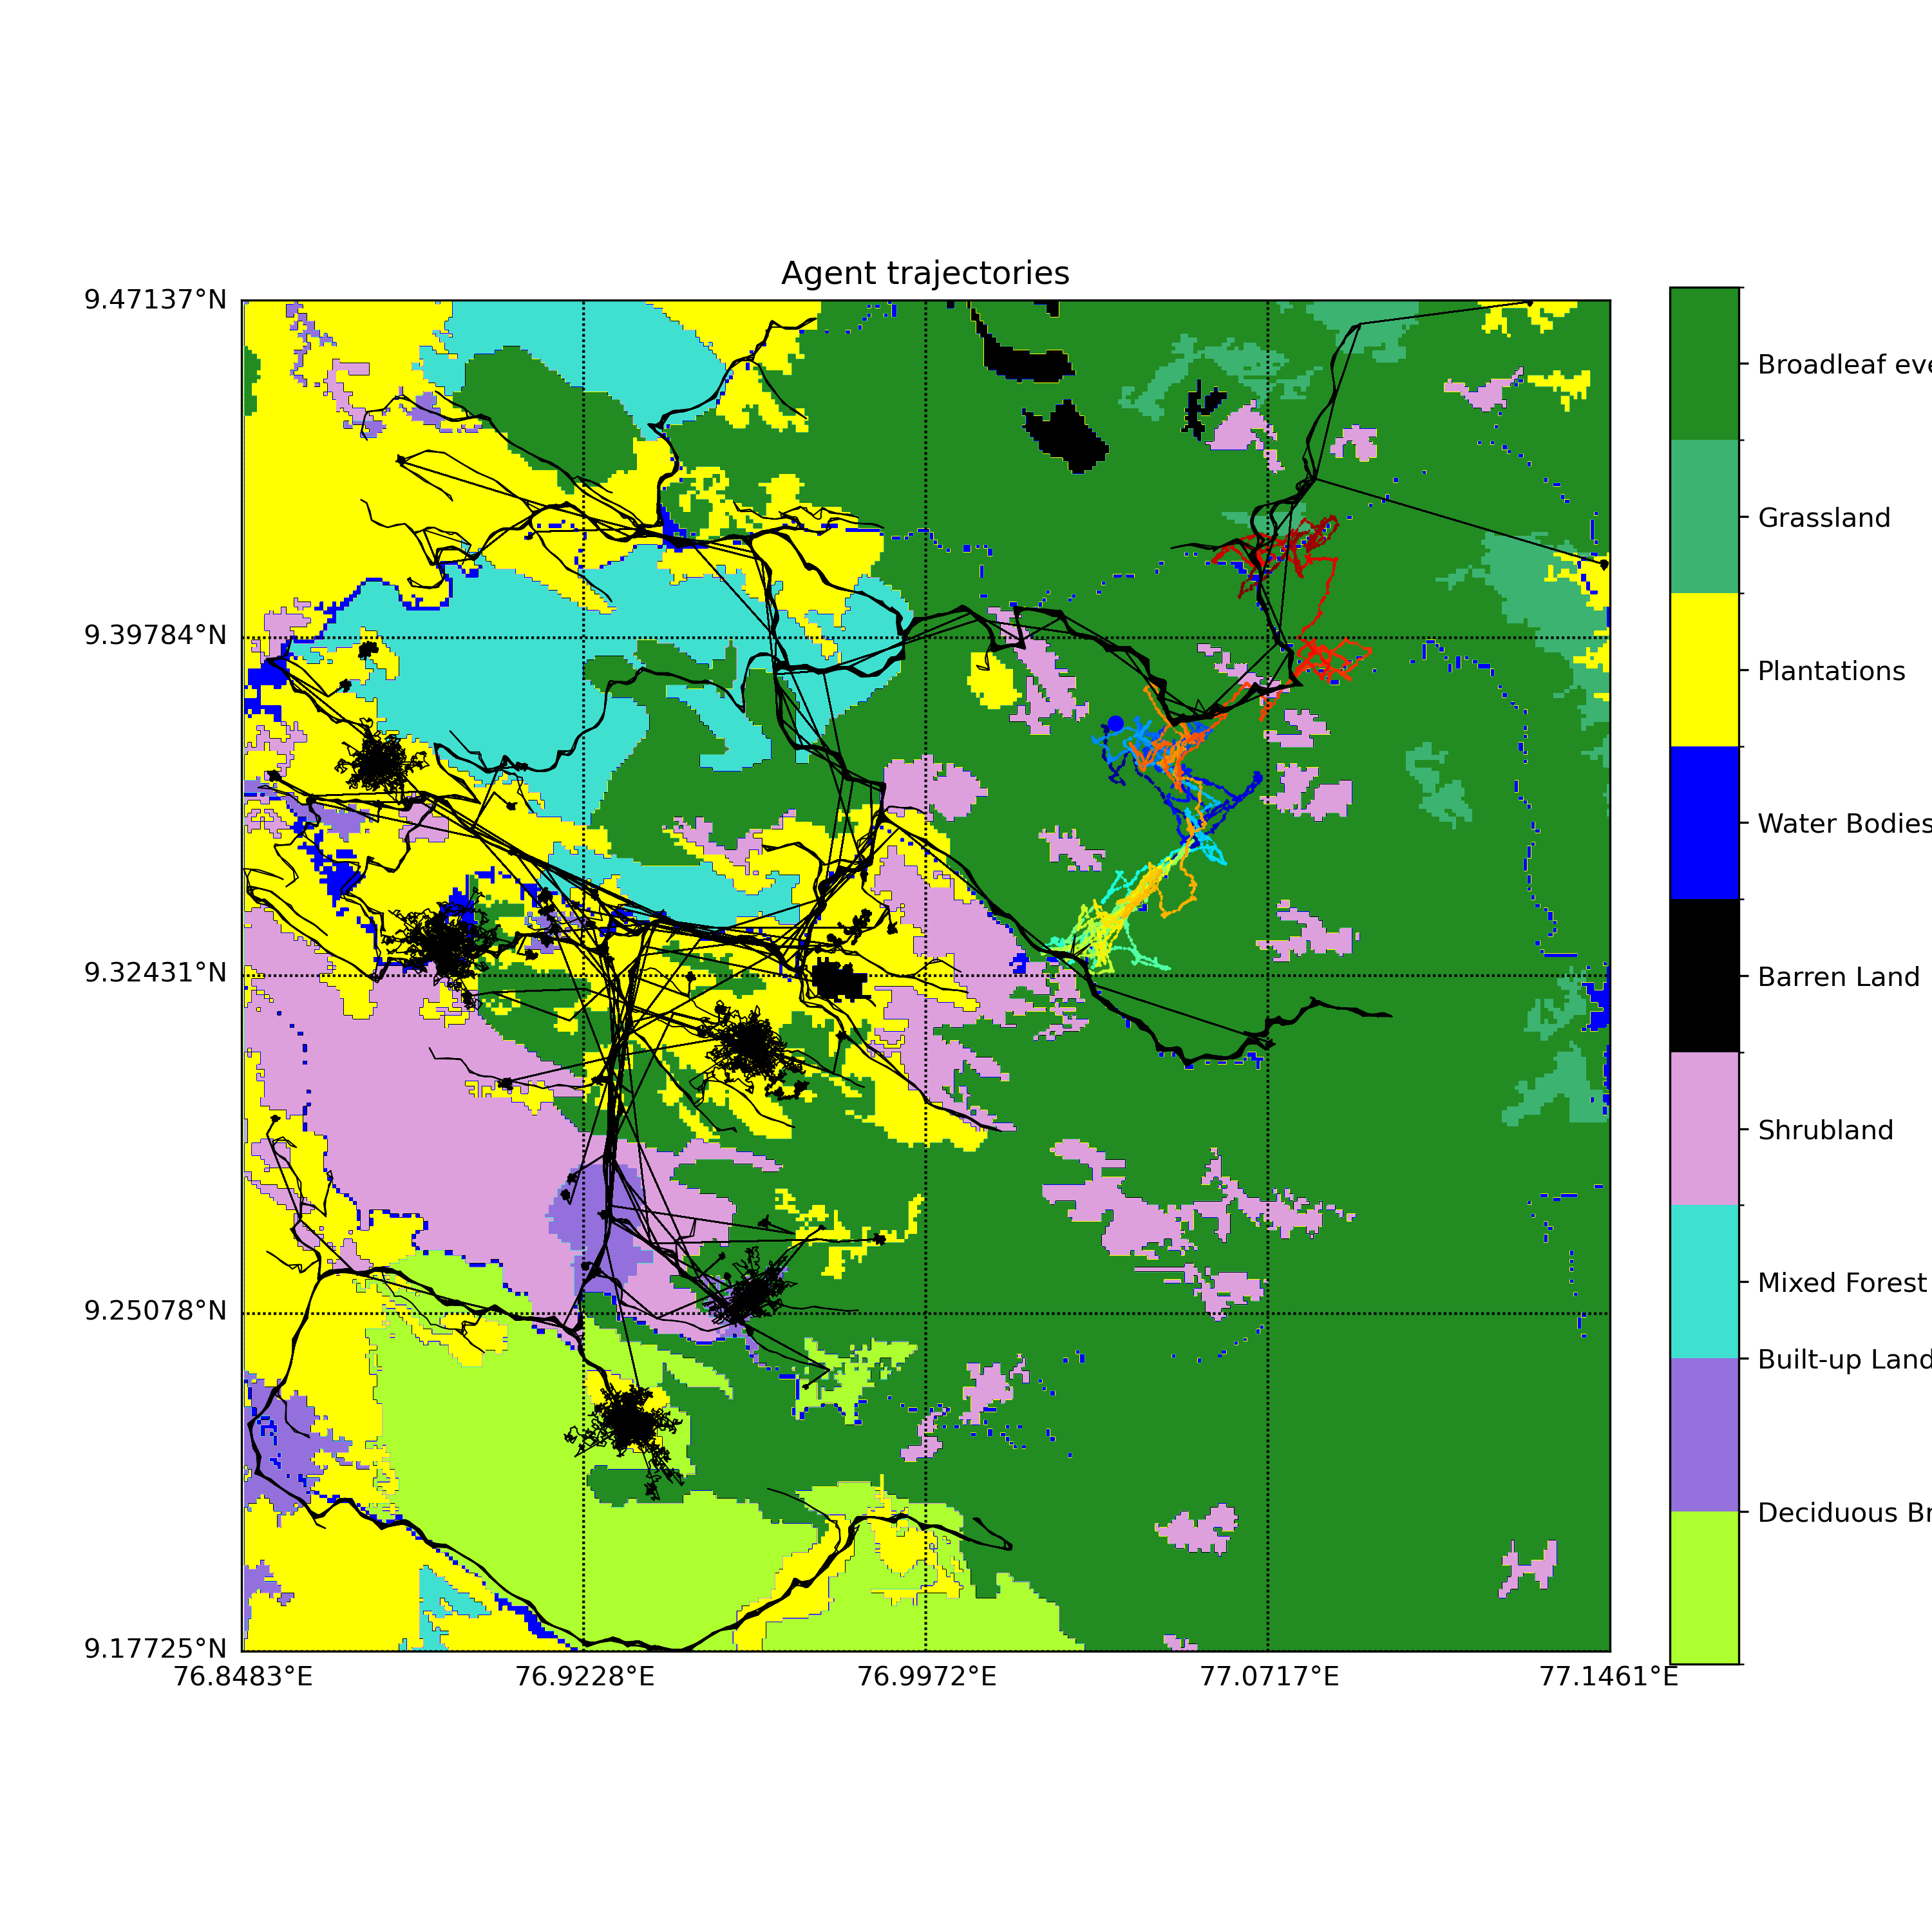 Agent trajectories
9.47137°N
9.39784°N
9.32431°N
9.25078°N
9.17725°N
76.8483°E
76.9228°E
76.9972°E
77.0717°E
77.1461°E
Broadleaf eve
Grassland
Plantations
Water Bodies
Barren Land
Shrubland
Mixed Forest
Built-up Land
Deciduous Br